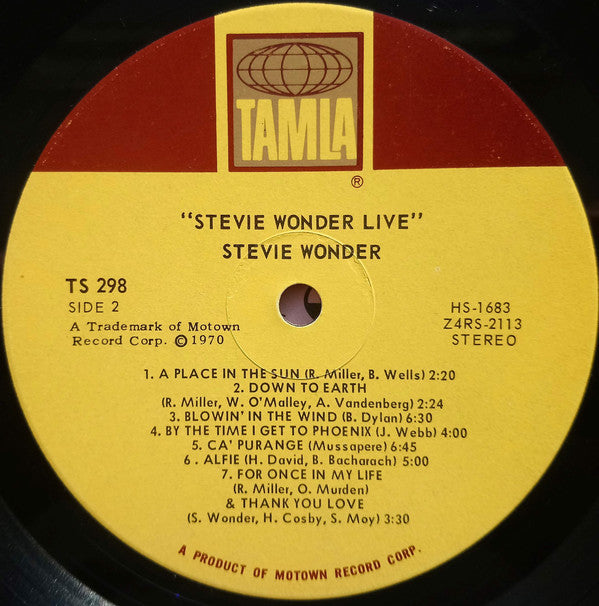 TAMLA
®
"STEVIE WONDER LIVE"
STEVIE WONDER
TS 298
SIDE 2
A Trademark of Motown
Record Corp. ©1970
HS-1683
Z4RS-2113
STEREO
1. A PLACE IN THE SUN (R. Miller, B. Wells) 2:20
2. DOWN TO EARTH
(R. Miller, W. O'Malley, A. Vandenberg) 2:24
3. BLOWIN' IN THE WIND (B. Dylan) 6:30
4. BY THE TIME I GET TO PHOENIX (J. Webb) 4:00
5. CA' PURANGE (Mussapere) 6:45
6. ALFIE (H. David, B. Bacharach) 5:00
7. FOR ONCE IN MY LIFE
(R. Miller, O. Murden)
& THANK YOU LOVE
(S. Wonder, H. Cosby, S. Moy) 3:30
A PRODUCT OF MOTOWN RECORD CORP.